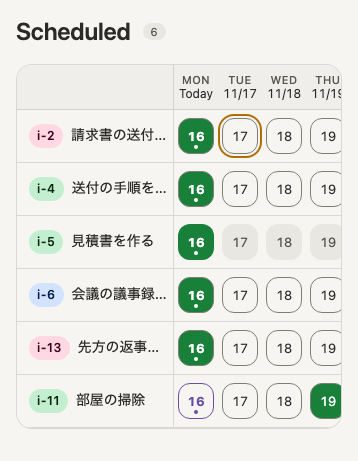 Scheduled 6
MON TUE WED THU
Today 11/17 11/18 11/19
i-2 請求書の送付... 16 17 18 19
i-4 送付の手順を... 16 17 18 19
i-5 見積書を作る 16 17 18 19
i-6 会議の議事録... 16 17 18 19
i-13 先方の返事... 16 17 18 19
i-11 部屋の掃除 16 17 18 19